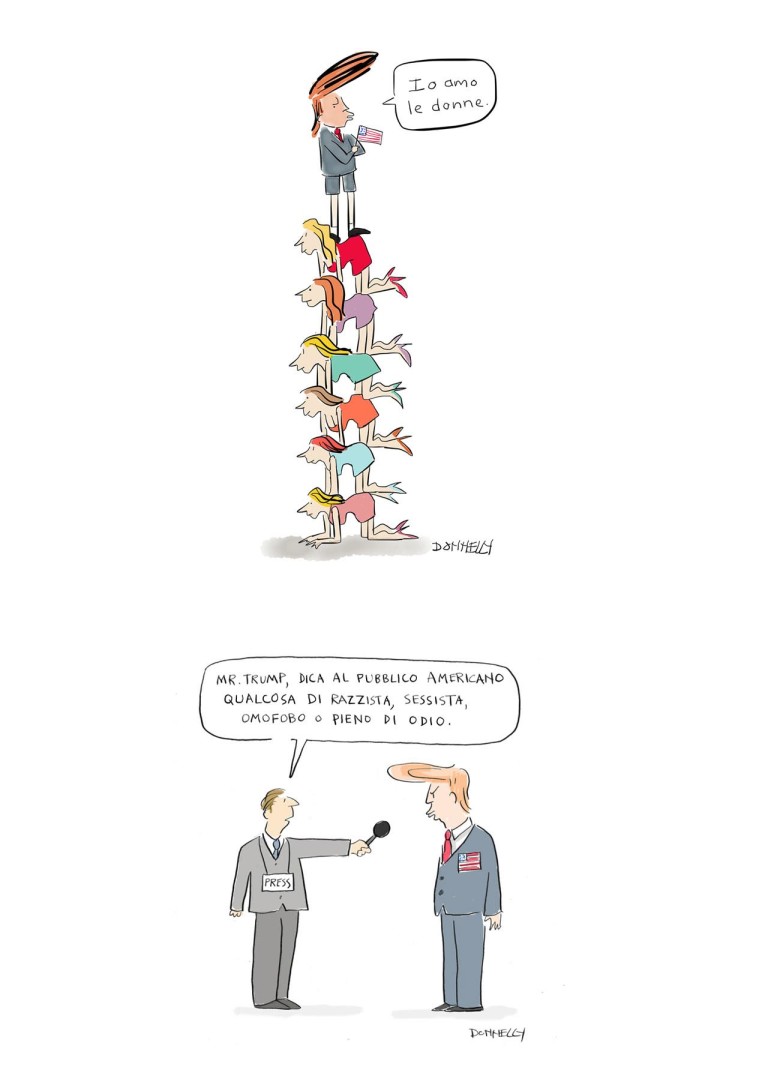 Io amo
le donne.
DONNELLY
MR. TRUMP, DICA AL PUBBLICO AMERICANO
QUALCOSA DI RAZZISTA, SESSISTA,
OMOFOBO O PIENO DI ODIO.
PRESS
DONNELLY